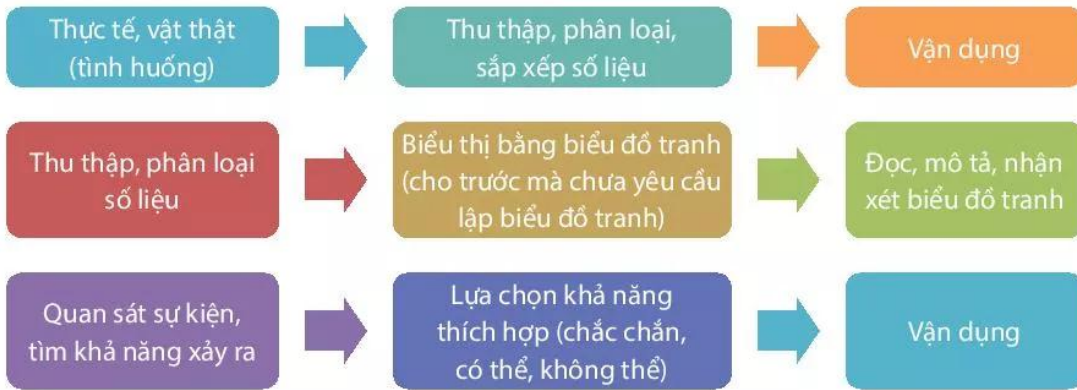 Thực tế, vật thật
(tình huống)
Thu thập, phân loại,
sắp xếp số liệu
Vận dụng
Thu thập, phân loại
số liệu
Biểu thị bằng biểu đồ tranh
(cho trước mà chưa yêu cầu
lập biểu đồ tranh)
Đọc, mô tả, nhận
xét biểu đồ tranh
Quan sát sự kiện,
tìm khả năng xảy ra
Lựa chọn khả năng
thích hợp (chắc chắn,
có thể, không thể)
Vận dụng